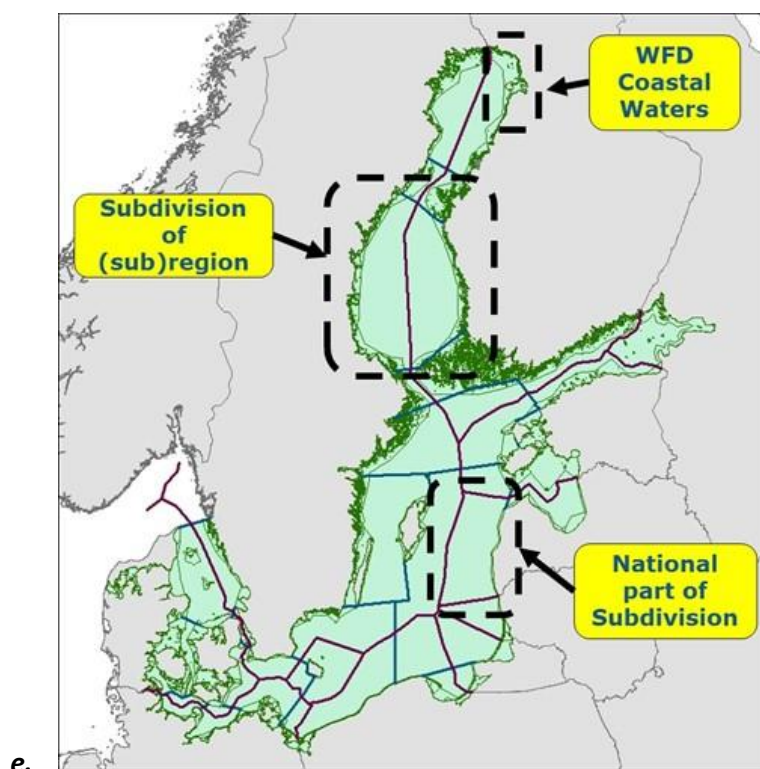 WFD
Coastal
Waters
Subdivision
of
(sub)region
National
part of
Subdivision
e.